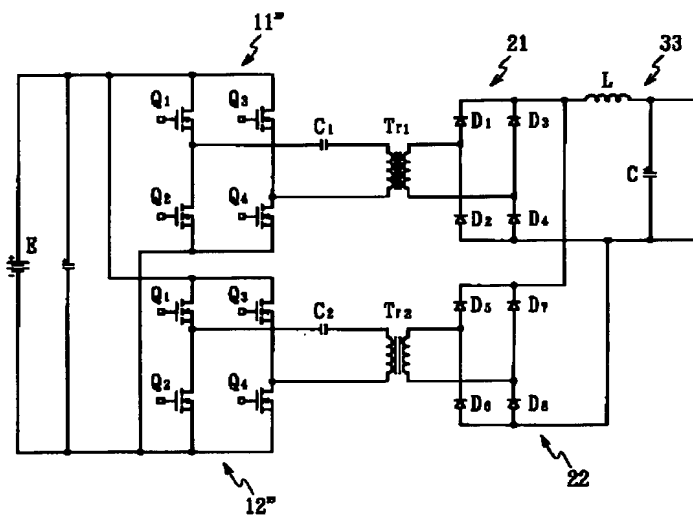 11”
21
33
L
Q1
Q3
C1
Tr1
D1
D3
C
Q2
Q4
D2
D4
E
Q1
Q3
C2
Tr2
D5
D7
Q2
Q4
D6
D8
12”
22